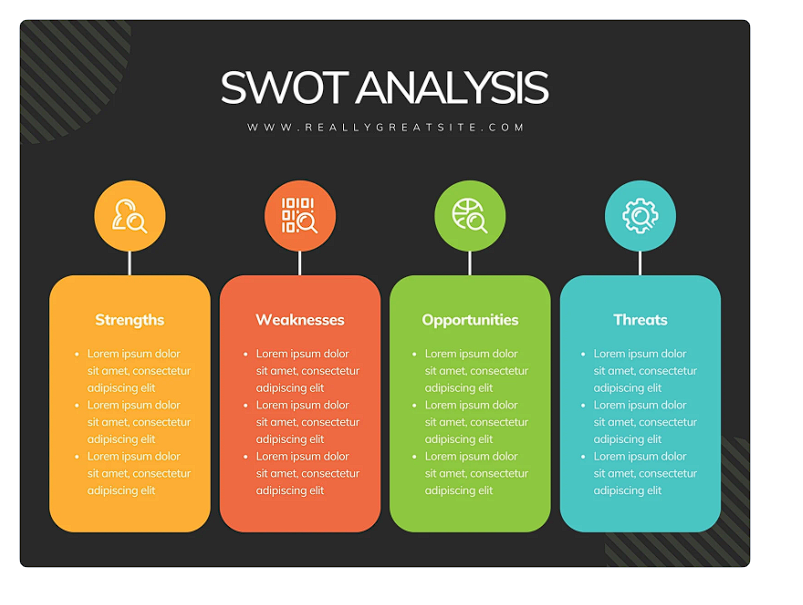 SWOT ANALYSIS
WWW.REALLYGREATSITE.COM
Strengths
• Lorem ipsum dolor
sit amet, consectetur
adipiscing elit
• Lorem ipsum dolor
sit amet, consectetur
adipiscing elit
• Lorem ipsum dolor
sit amet, consectetur
adipiscing elit
Weaknesses
• Lorem ipsum dolor
sit amet, consectetur
adipiscing elit
• Lorem ipsum dolor
sit amet, consectetur
adipiscing elit
• Lorem ipsum dolor
sit amet, consectetur
adipiscing elit
Opportunities
• Lorem ipsum dolor
sit amet, consectetur
adipiscing elit
• Lorem ipsum dolor
sit amet, consectetur
adipiscing elit
• Lorem ipsum dolor
sit amet, consectetur
adipiscing elit
Threats
• Lorem ipsum dolor
sit amet, consectetur
adipiscing elit
• Lorem ipsum dolor
sit amet, consectetur
adipiscing elit
• Lorem ipsum dolor
sit amet, consectetur
adipiscing elit